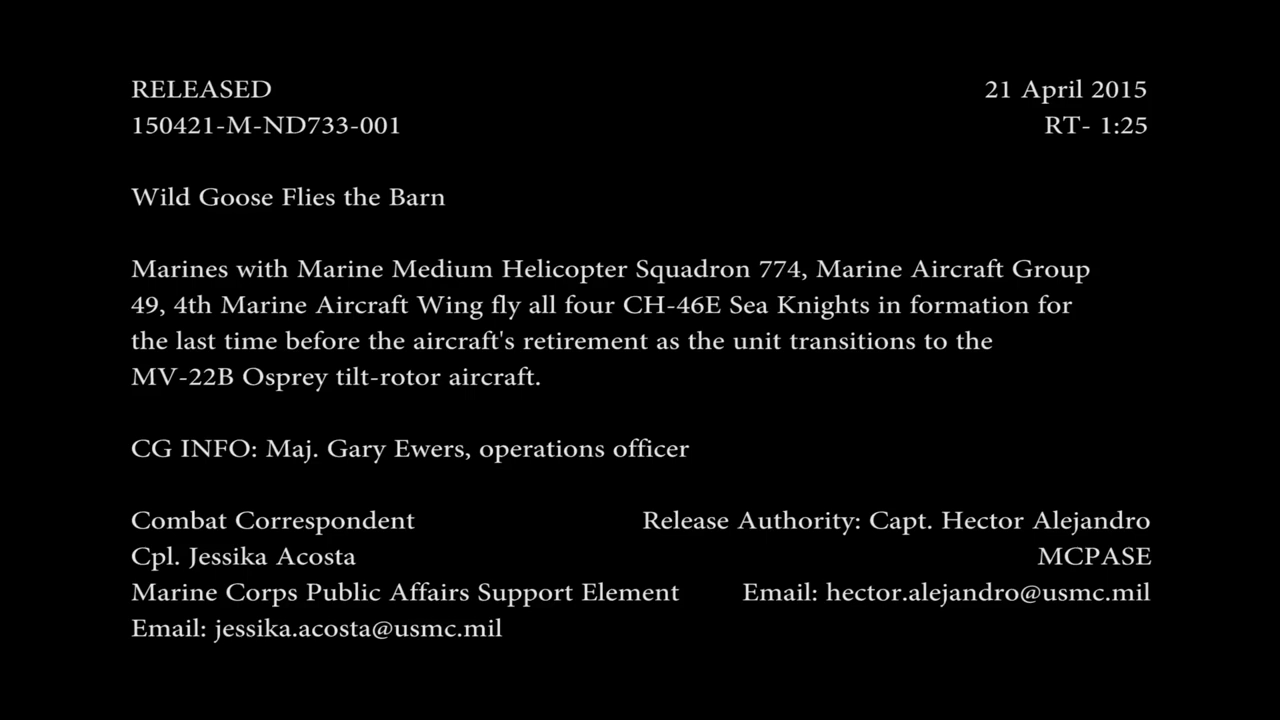 RELEASED 21 April 2015
150421-M-ND733-001 RT- 1:25
Wild Goose Flies the Barn
Marines with Marine Medium Helicopter Squadron 774, Marine Aircraft Group
49, 4th Marine Aircraft Wing fly all four CH-46E Sea Knights in formation for
the last time before the aircraft's retirement as the unit transitions to the
MV-22B Osprey tilt-rotor aircraft.
CG INFO: Maj. Gary Ewers, operations officer
Combat Correspondent Release Authority: Capt. Hector Alejandro
Cpl. Jessika Acosta MCPASE
Marine Corps Public Affairs Support Element Email: hector.alejandro@usmc.mil
Email: jessika.acosta@usmc.mil